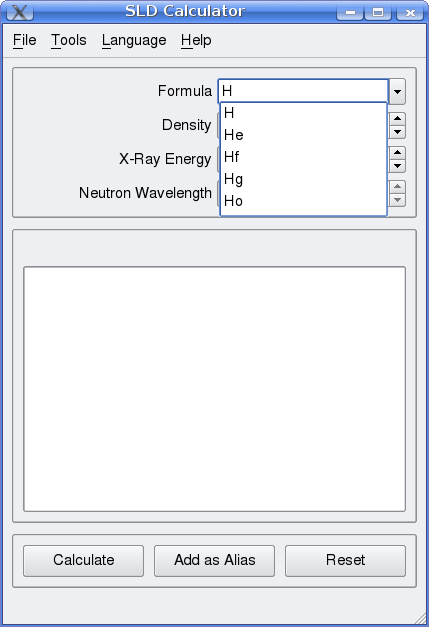 SLD Calculator
File Tools Language Help
Formula H
H
Density
He
X-Ray Energy
Hf
Hg
Neutron Wavelength
Ho
Calculate Add as Alias Reset